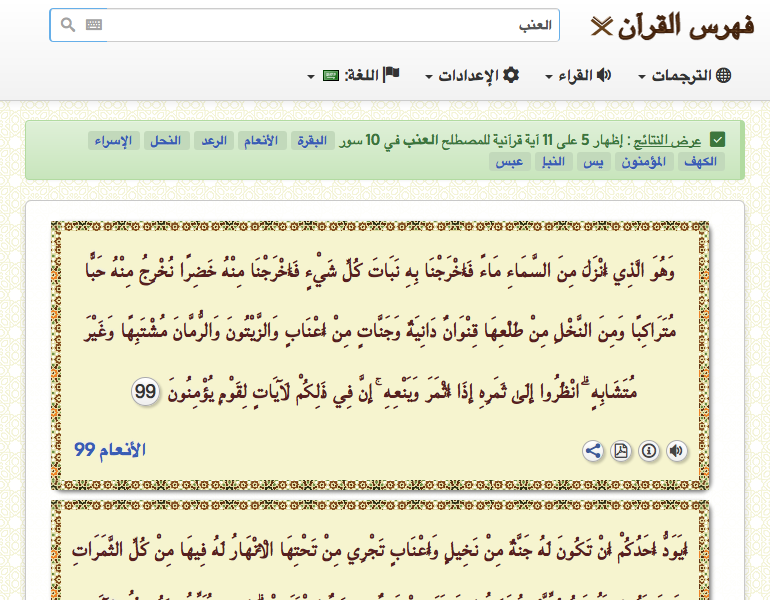 فهرس القرآن
العنب
الترجمات
القراء
الإعدادات
اللغة:
عرض النتائج : إظهار 5 على 11 آية قرآنية للمصطلح العنب في 10 سور البقرة الأنعام الرعد النحل الإسراء
الكهف المؤمنون يس النبإ عبس
وَهُوَ الَّذِي أَنْزَلَ مِنَ السَّمَاءِ مَاءً فَأَخْرَجْنَا بِهِ نَبَاتَ كُلِّ شَيْءٍ فَأَخْرَجْنَا مِنْهُ خَضِرًا نُخْرِجُ مِنْهُ حَبًّا
مُتَرَاكِبًا وَمِنَ النَّخْلِ مِنْ طَلْعِهَا قِنْوَانٌ دَانِيَةٌ وَجَنَّاتٍ مِنْ أَعْنَابٍ وَالزَّيْتُونَ وَالرُّمَّانَ مُشْتَبِهًا وَغَيْرَ
مُتَشَابِهٍ ۗ انْظُرُوا إِلَىٰ ثَمَرِهِ إِذَا أَثْمَرَ وَيَنْعِهِ ۚ إِنَّ فِي ذَٰلِكُمْ لَآيَاتٍ لِقَوْمٍ يُؤْمِنُونَ 99
الأنعام 99
أَيَوَدُّ أَحَدُكُمْ أَنْ تَكُونَ لَهُ جَنَّةٌ مِنْ نَخِيلٍ وَأَعْنَابٍ تَجْرِي مِنْ تَحْتِهَا الْأَنْهَارُ لَهُ فِيهَا مِنْ كُلِّ الثَّمَرَاتِ